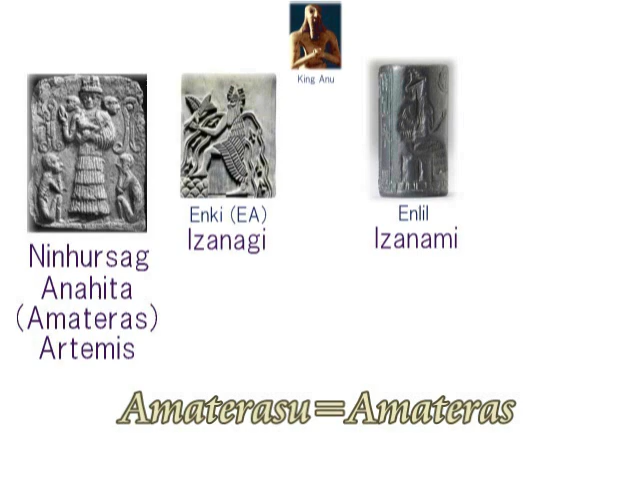 King Anu
Enki (EA)
Izanagi
Enlil
Izanami
Ninhursag
Anahita
(Amateras)
Artemis
Amaterasu=Amateras